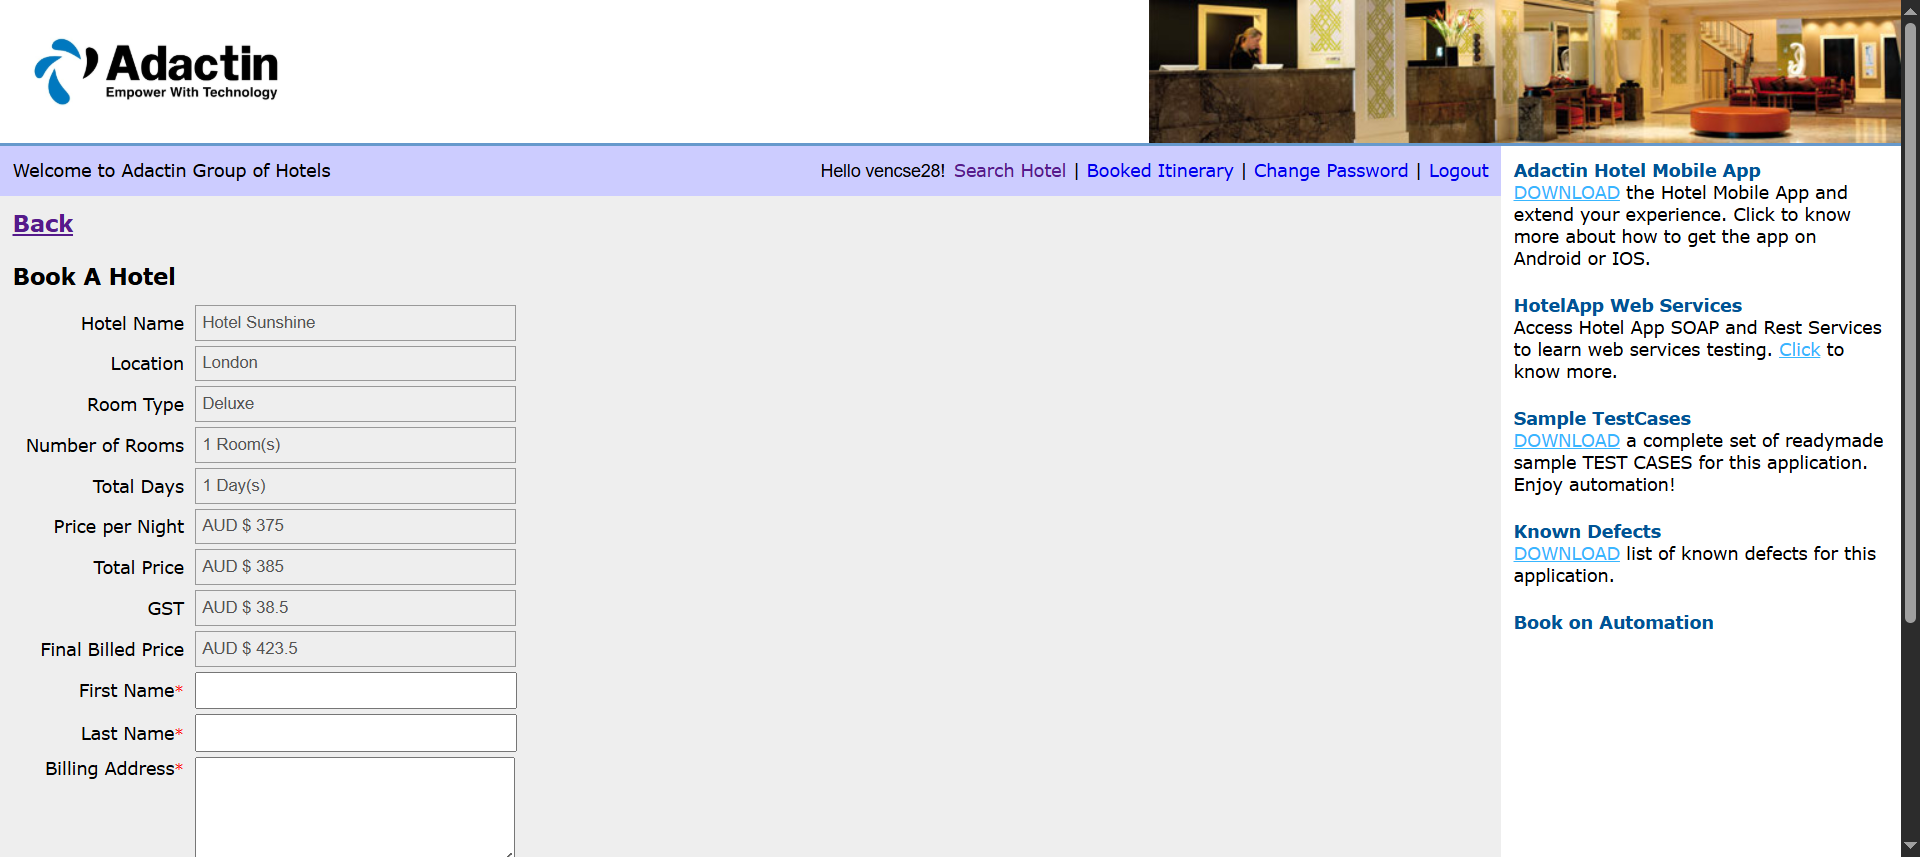 Adactin
Empower With Technology
Welcome to Adactin Group of Hotels
Hello vencse28! Search Hotel | Booked Itinerary | Change Password | Logout
Back
Book A Hotel
Hotel Name Hotel Sunshine
Location London
Room Type Deluxe
Number of Rooms 1 Room(s)
Total Days 1 Day(s)
Price per Night AUD $ 375
Total Price AUD $ 385
GST AUD $ 38.5
Final Billed Price AUD $ 423.5
First Name*
Last Name*
Billing Address*
Adactin Hotel Mobile App
DOWNLOAD the Hotel Mobile App and
extend your experience. Click to know
more about how to get the app on
Android or IOS.
HotelApp Web Services
Access Hotel App SOAP and Rest Services
to learn web services testing. Click to
know more.
Sample TestCases
DOWNLOAD a complete set of readymade
sample TEST CASES for this application.
Enjoy automation!
Known Defects
DOWNLOAD list of known defects for this
application.
Book on Automation